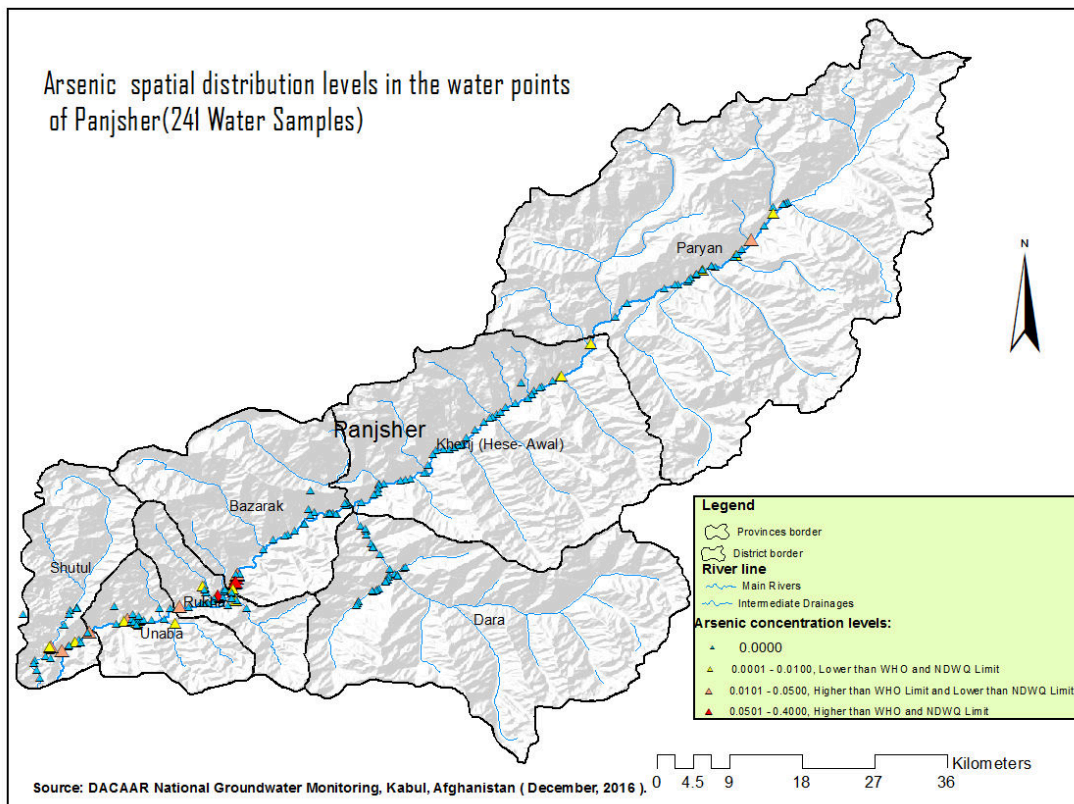 Arsenic spatial distribution levels in the water points
of Panjsher(241 Water Samples)
N
Paryan
Panjsher
Khenj (Hese- Awal)
Bazarak
Shutul
Rukha
Unaba
Dara
Legend
Provinces border
District border
River line
Main Rivers
Intermediate Drainages
Arsenic concentration levels:
0.0000
0.0001 - 0.0100, Lower than WHO and NDWQ Limit
0.0101 - 0.0500, Higher than WHO Limit and Lower than NDWQ Limit
0.0501 - 0.4000, Higher than WHO and NDWQ Limit
Kilometers
0 4.5 9 18 27 36
Source: DACAAR National Groundwater Monitoring, Kabul, Afghanistan ( December, 2016 ).